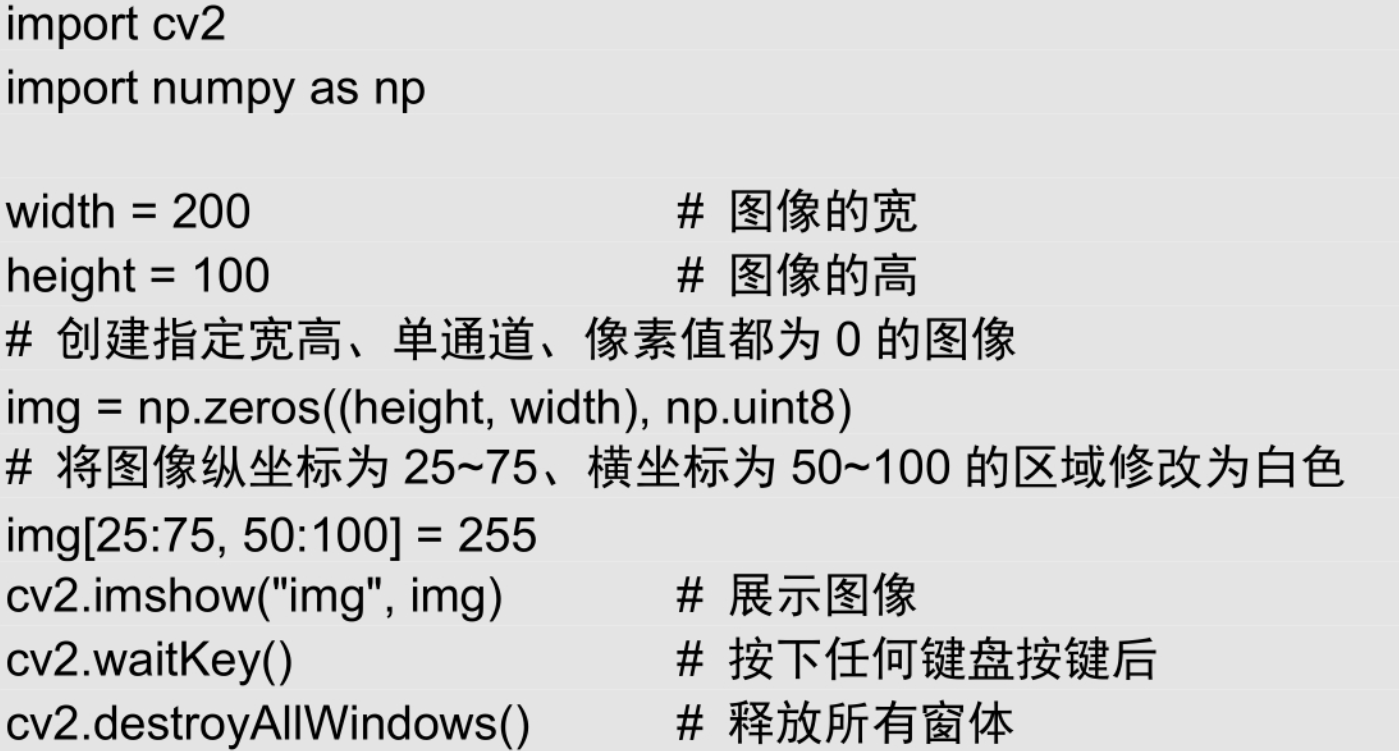 import cv2
import numpy as np
width = 200 # 图像的宽
height = 100 # 图像的高
# 创建指定宽高、单通道、像素值都为 0 的图像
img = np.zeros((height, width), np.uint8)
# 将图像纵坐标为 25~75、横坐标为 50~100 的区域修改为白色
img[25:75, 50:100] = 255
cv2.imshow("img", img) # 展示图像
cv2.waitKey() # 按下任何键盘按键后
cv2.destroyAllWindows() # 释放所有窗体